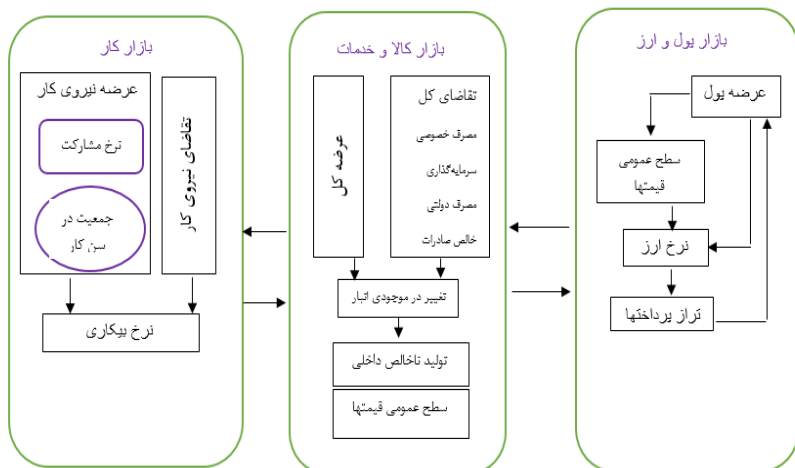 بازار پول و ارز
عرضه پول
سطح عمومی
قیمتها
نرخ ارز
تراز پرداختها
بازار کالا و خدمات
تقاضای کل
مصرف خصوصی
سرمایه‌گذاری
مصرف دولتی
خالص صادرات
عرضه کل
تغییر در موجودی انبار
تولید ناخالص داخلی
سطح عمومی قیمتها
بازار کار
تقاضای نیروی کار
عرضه نیروی کار
نرخ مشارکت
جمعیت در
سن کار
نرخ بیکاری